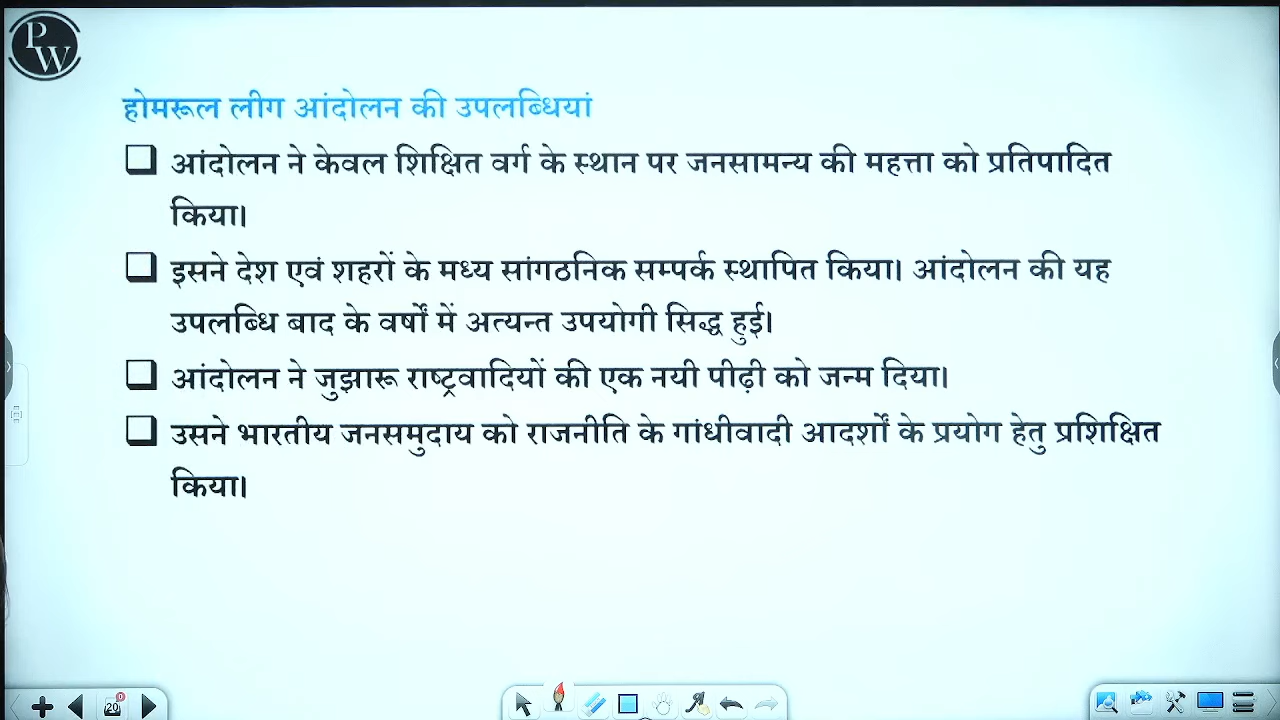 PW
होमरूल लीग आंदोलन की उपलब्धियां
आंदोलन ने केवल शिक्षित वर्ग के स्थान पर जनसामन्य की महत्ता को प्रतिपादित
किया।
इसने देश एवं शहरों के मध्य सांगठनिक सम्पर्क स्थापित किया। आंदोलन की यह
उपलब्धि बाद के वर्षों में अत्यन्त उपयोगी सिद्ध हुई।
आंदोलन ने जुझारू राष्ट्रवादियों की एक नयी पीढ़ी को जन्म दिया।
उसने भारतीय जनसमुदाय को राजनीति के गांधीवादी आदर्शों के प्रयोग हेतु प्रशिक्षित
किया।
20
0